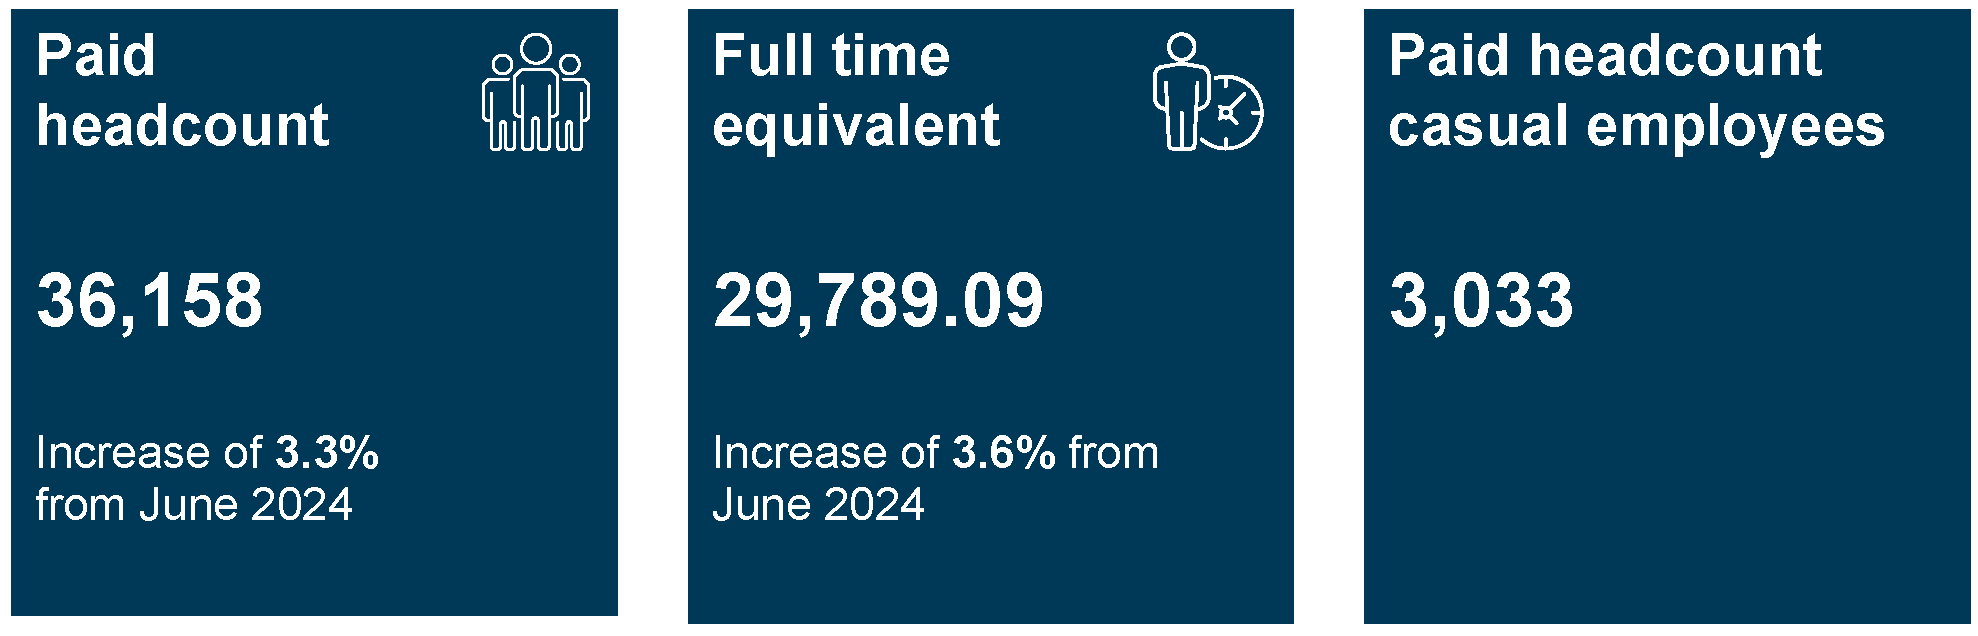 Paid
headcount
36,158
Increase of 3.3%
from June 2024
Full time
equivalent
29,789.09
Increase of 3.6% from
June 2024
Paid headcount
casual employees
3,033